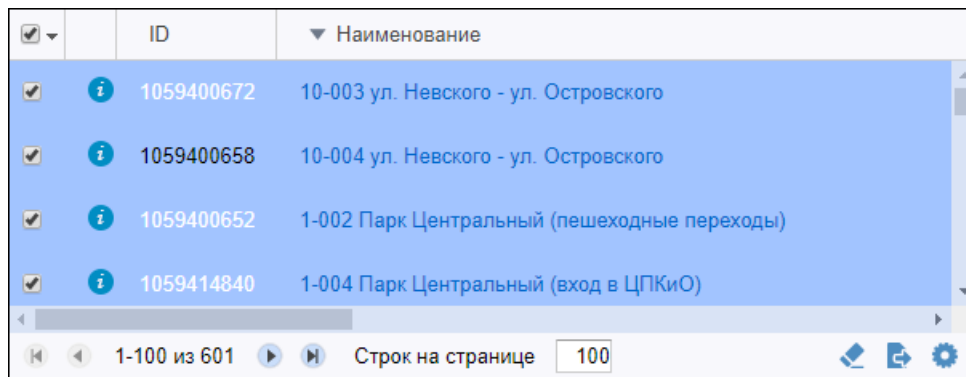 ID Наименование
1059400672 10-003 ул. Невского - ул. Островского
1059400658 10-004 ул. Невского - ул. Островского
1059400652 1-002 Парк Центральный (пешеходные переходы)
1059414840 1-004 Парк Центральный (вход в ЦПКиО)
1-100 из 601 Строк на странице 100